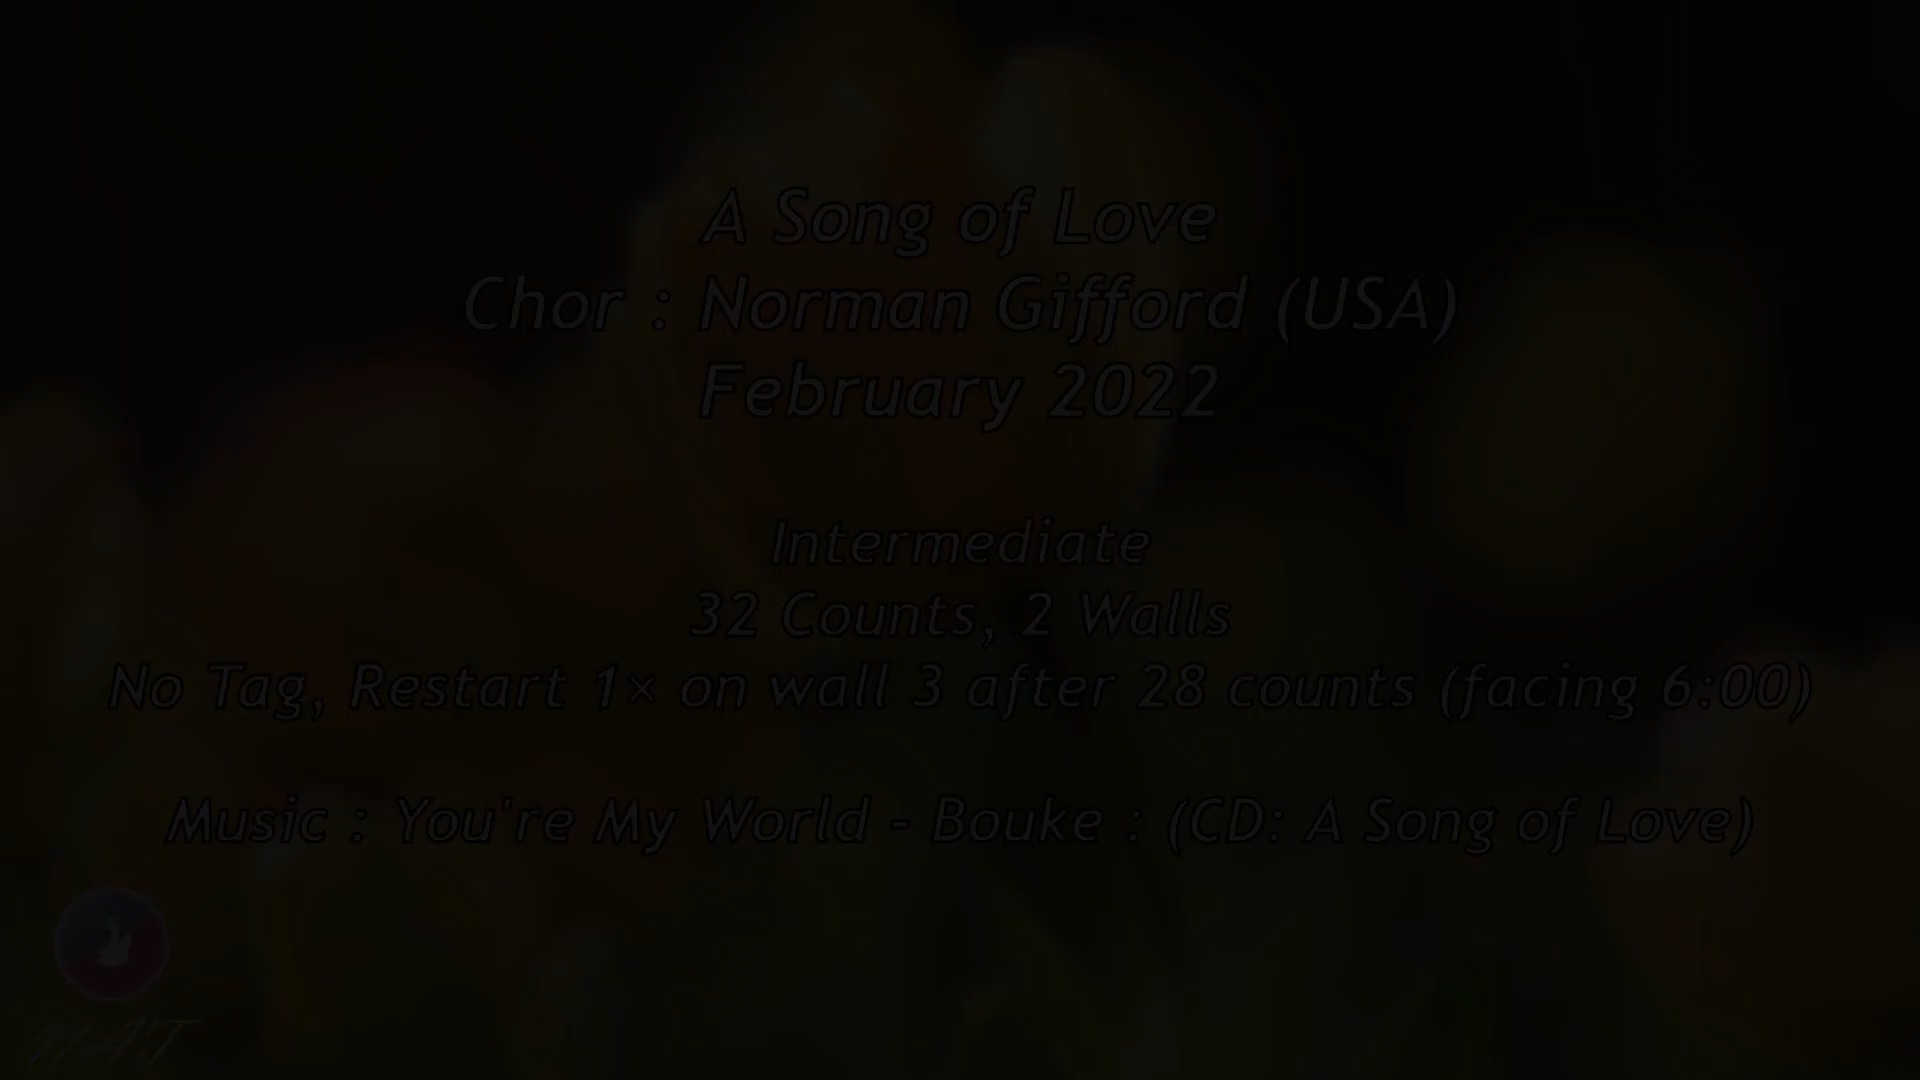 A Song of Love
Chor : Norman Gifford (USA)
February 2022
Intermediate
32 Counts, 2 Walls
No Tag, Restart 1× on wall 3 after 28 counts (facing 6:00)
Music : You're My World - Bouke : (CD: A Song of Love)